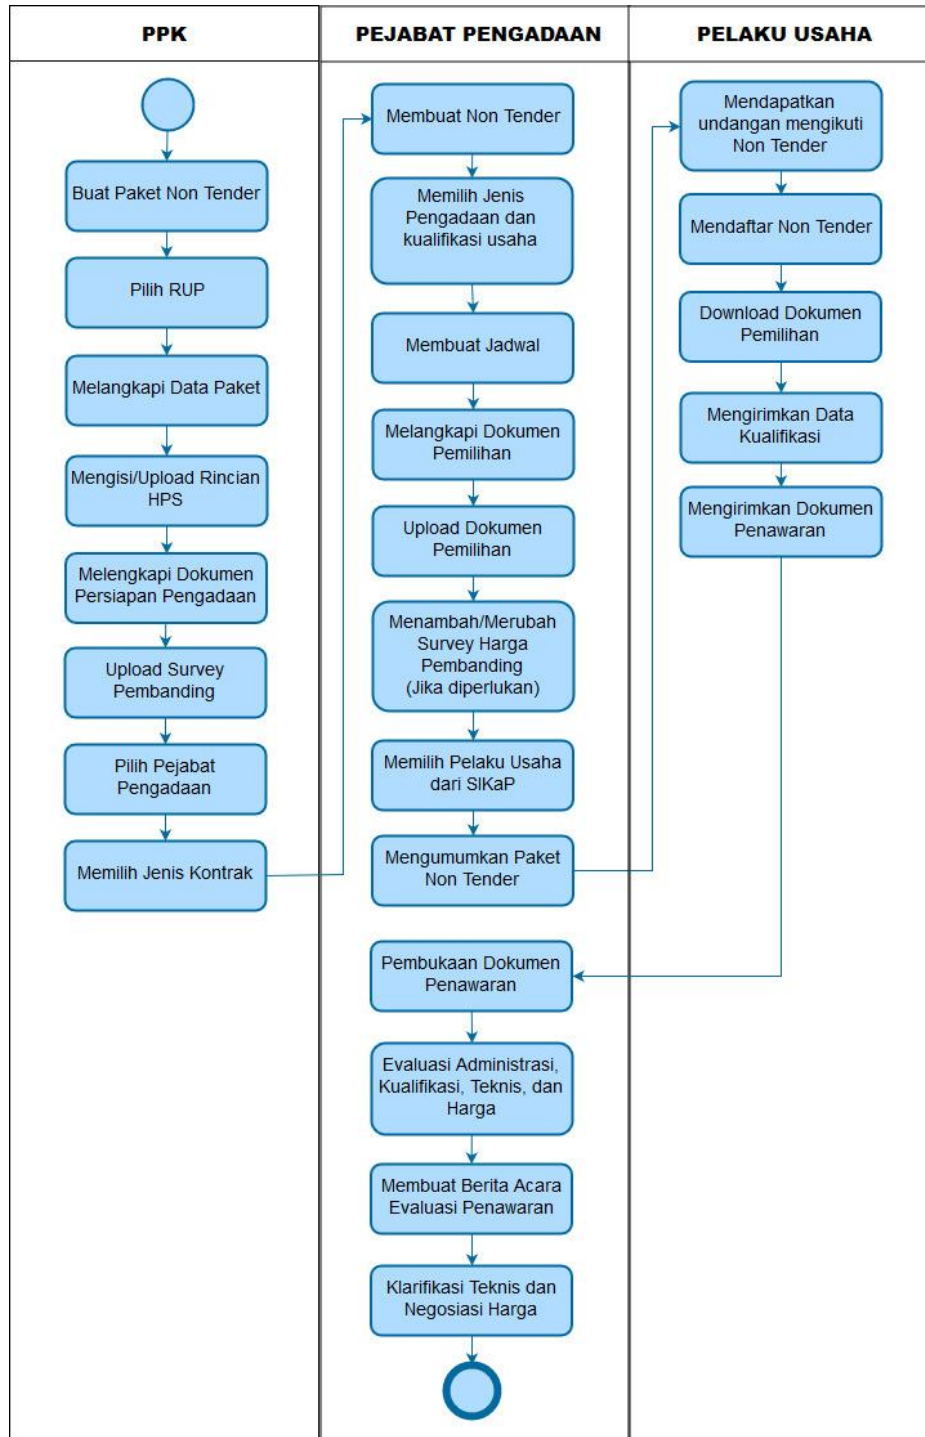 PPK
PEJABAT PENGADAAN
PELAKU USAHA
Buat Paket Non Tender
Pilih RUP
Melangkapi Data Paket
Mengisi/Upload Rincian
HPS
Melengkapi Dokumen
Persiapan Pengadaan
Upload Survey
Pembanding
Pilih Pejabat
Pengadaan
Memilih Jenis Kontrak
Membuat Non Tender
Memilih Jenis
Pengadaan dan
kualifikasi usaha
Membuat Jadwal
Melangkapi Dokumen
Pemilihan
Upload Dokumen
Pemilihan
Menambah/Merubah
Survey Harga
Pembanding
(Jika diperlukan)
Memilih Pelaku Usaha
dari SIKaP
Mengumumkan Paket
Non Tender
Mendapatkan
undangan mengikuti
Non Tender
Mendaftar Non Tender
Download Dokumen
Pemilihan
Mengirimkan Data
Kualifikasi
Mengirimkan Dokumen
Penawaran
Pembukaan Dokumen
Penawaran
Evaluasi Administrasi,
Kualifikasi, Teknis, dan
Harga
Membuat Berita Acara
Evaluasi Penawaran
Klarifikasi Teknis dan
Negosiasi Harga